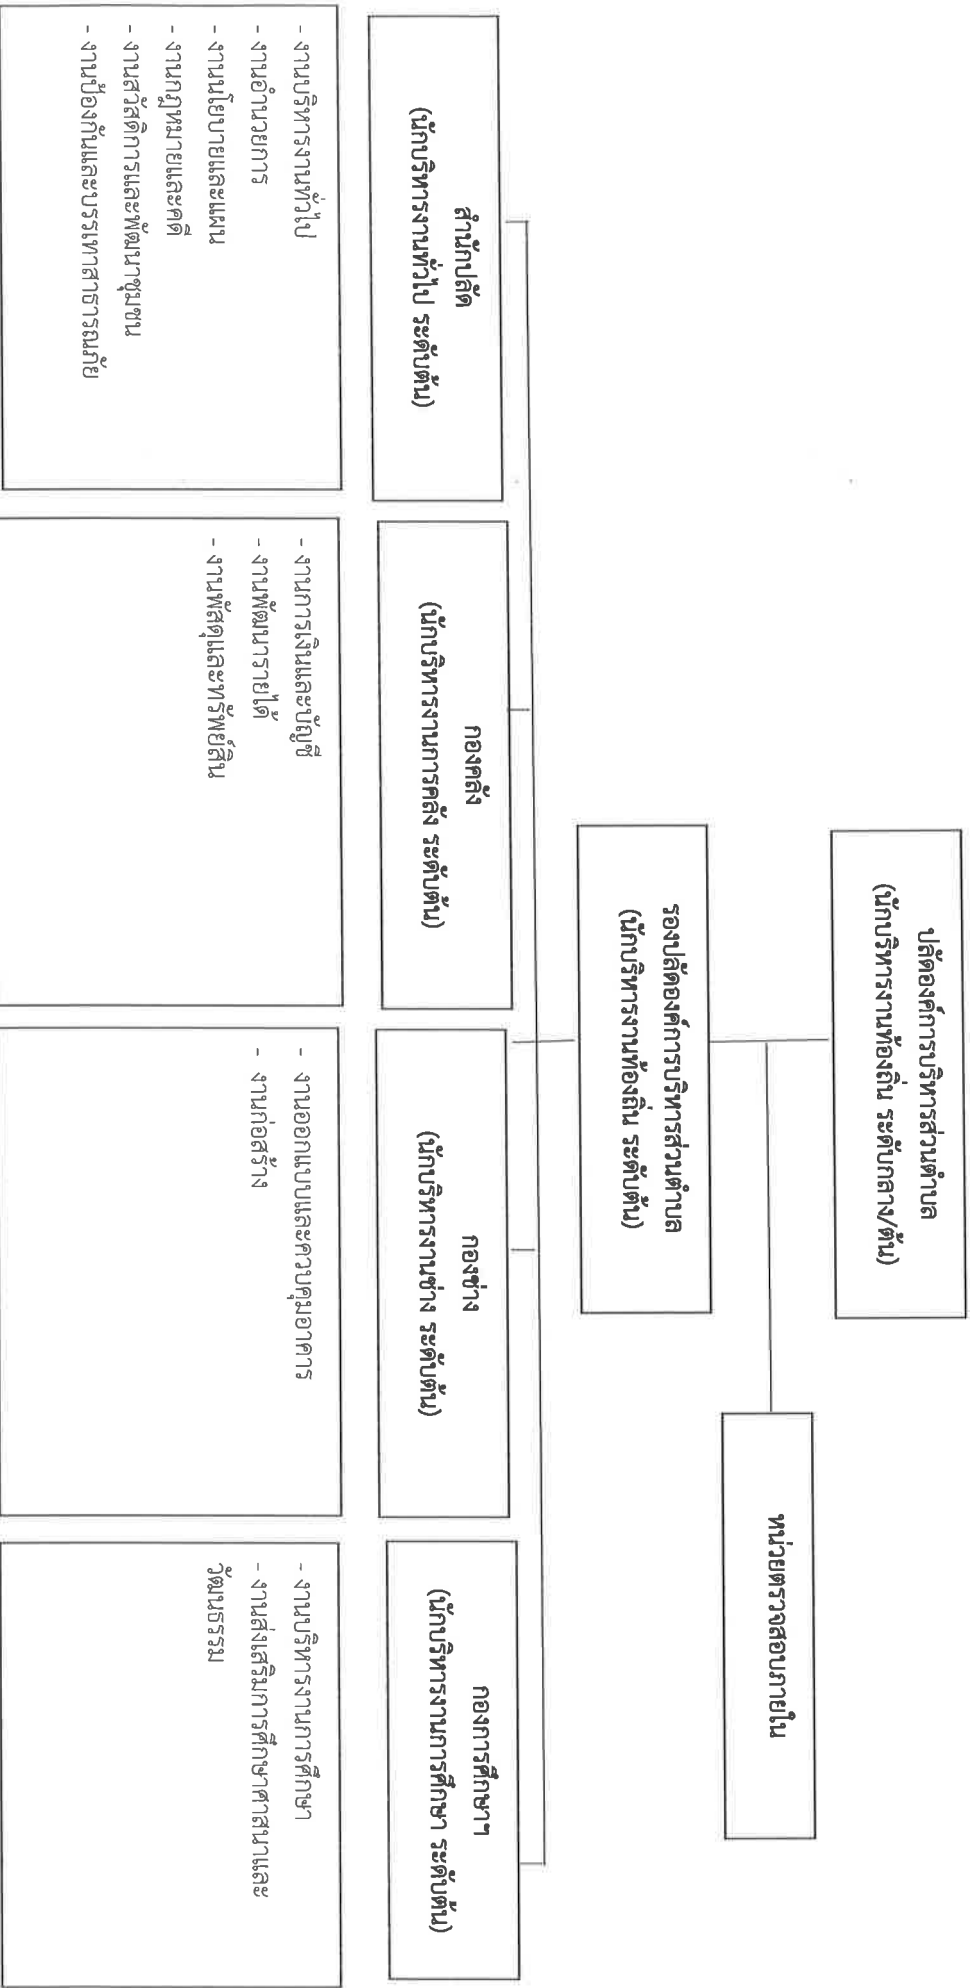 ปลัดองค์การบริหารส่วนตำบล
(นักบริหารงานท้องถิ่น ระดับกลาง/ต้น)
หน่วยตรวจสอบภายใน
รองปลัดองค์การบริหารส่วนตำบล
(นักบริหารงานท้องถิ่น ระดับต้น)
สำนักปลัด
(นักบริหารงานทั่วไป ระดับต้น)
กองคลัง
(นักบริหารงานการคลัง ระดับต้น)
กองช่าง
(นักบริหารงานช่าง ระดับต้น)
กองการศึกษาฯ
(นักบริหารงานการศึกษา ระดับต้น)
- งานบริหารงานทั่วไป
- งานอำนวยการ
- งานนโยบายและแผน
- งานกฎหมายและคดี
- งานสวัสดิการและพัฒนาชุมชน
- งานป้องกันและบรรเทาสาธารณภัย
- งานการเงินและบัญชี
- งานพัฒนารายได้
- งานพัสดุและทรัพย์สิน
- งานออกแบบและควบคุมอาคาร
- งานก่อสร้าง
- งานบริหารงานการศึกษา
- งานส่งเสริมการศึกษาศาสนาและ
วัฒนธรรม